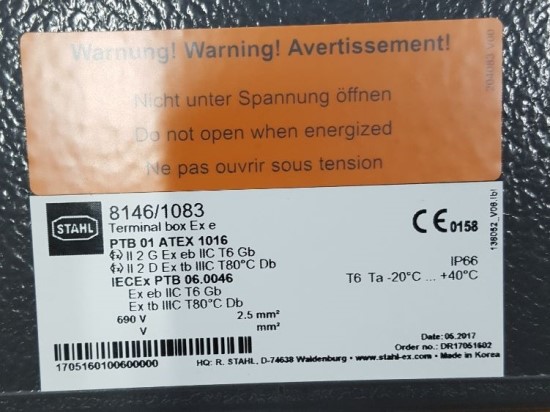 Warnung! Warning! Avertissement!
Nicht unter Spannung öffnen
Do not open when energized
Ne pas ouvrir sous tension
204083 V00
STAHL
8146/1083
Terminal box Ex e
PTB 01 ATEX 1016
II 2 G Ex eb IIC T6 Gb
II 2 D Ex tb IIIC T80°C Db
IECEx PTB 06.0046
Ex eb IIC T6 Gb
Ex tb IIIC T80°C Db
690 V 2.5 mm²
V mm²
CE 0158
IP66
T6 Ta -20°C ... +40°C
Date: 05.2017
Order no.: DR17051602
1705160100600000
HQ: R. STAHL, D-74638 Waldenburg • www.stahl-ex.com • Made in Korea